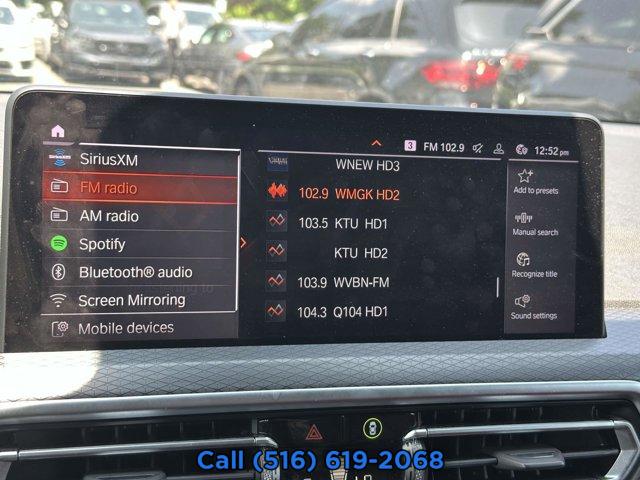 3 FM 102.9 12:52 pm
SiriusXM
FM radio
AM radio
Spotify
Bluetooth® audio
Screen Mirroring
Mobile devices
WNEW HD3
102.9 WMGK HD2
103.5 KTU HD1
KTU HD2
103.9 WVBN-FM
104.3 Q104 HD1
Add to presets
Manual search
Recognize title
Sound settings
Call (516) 619-2068